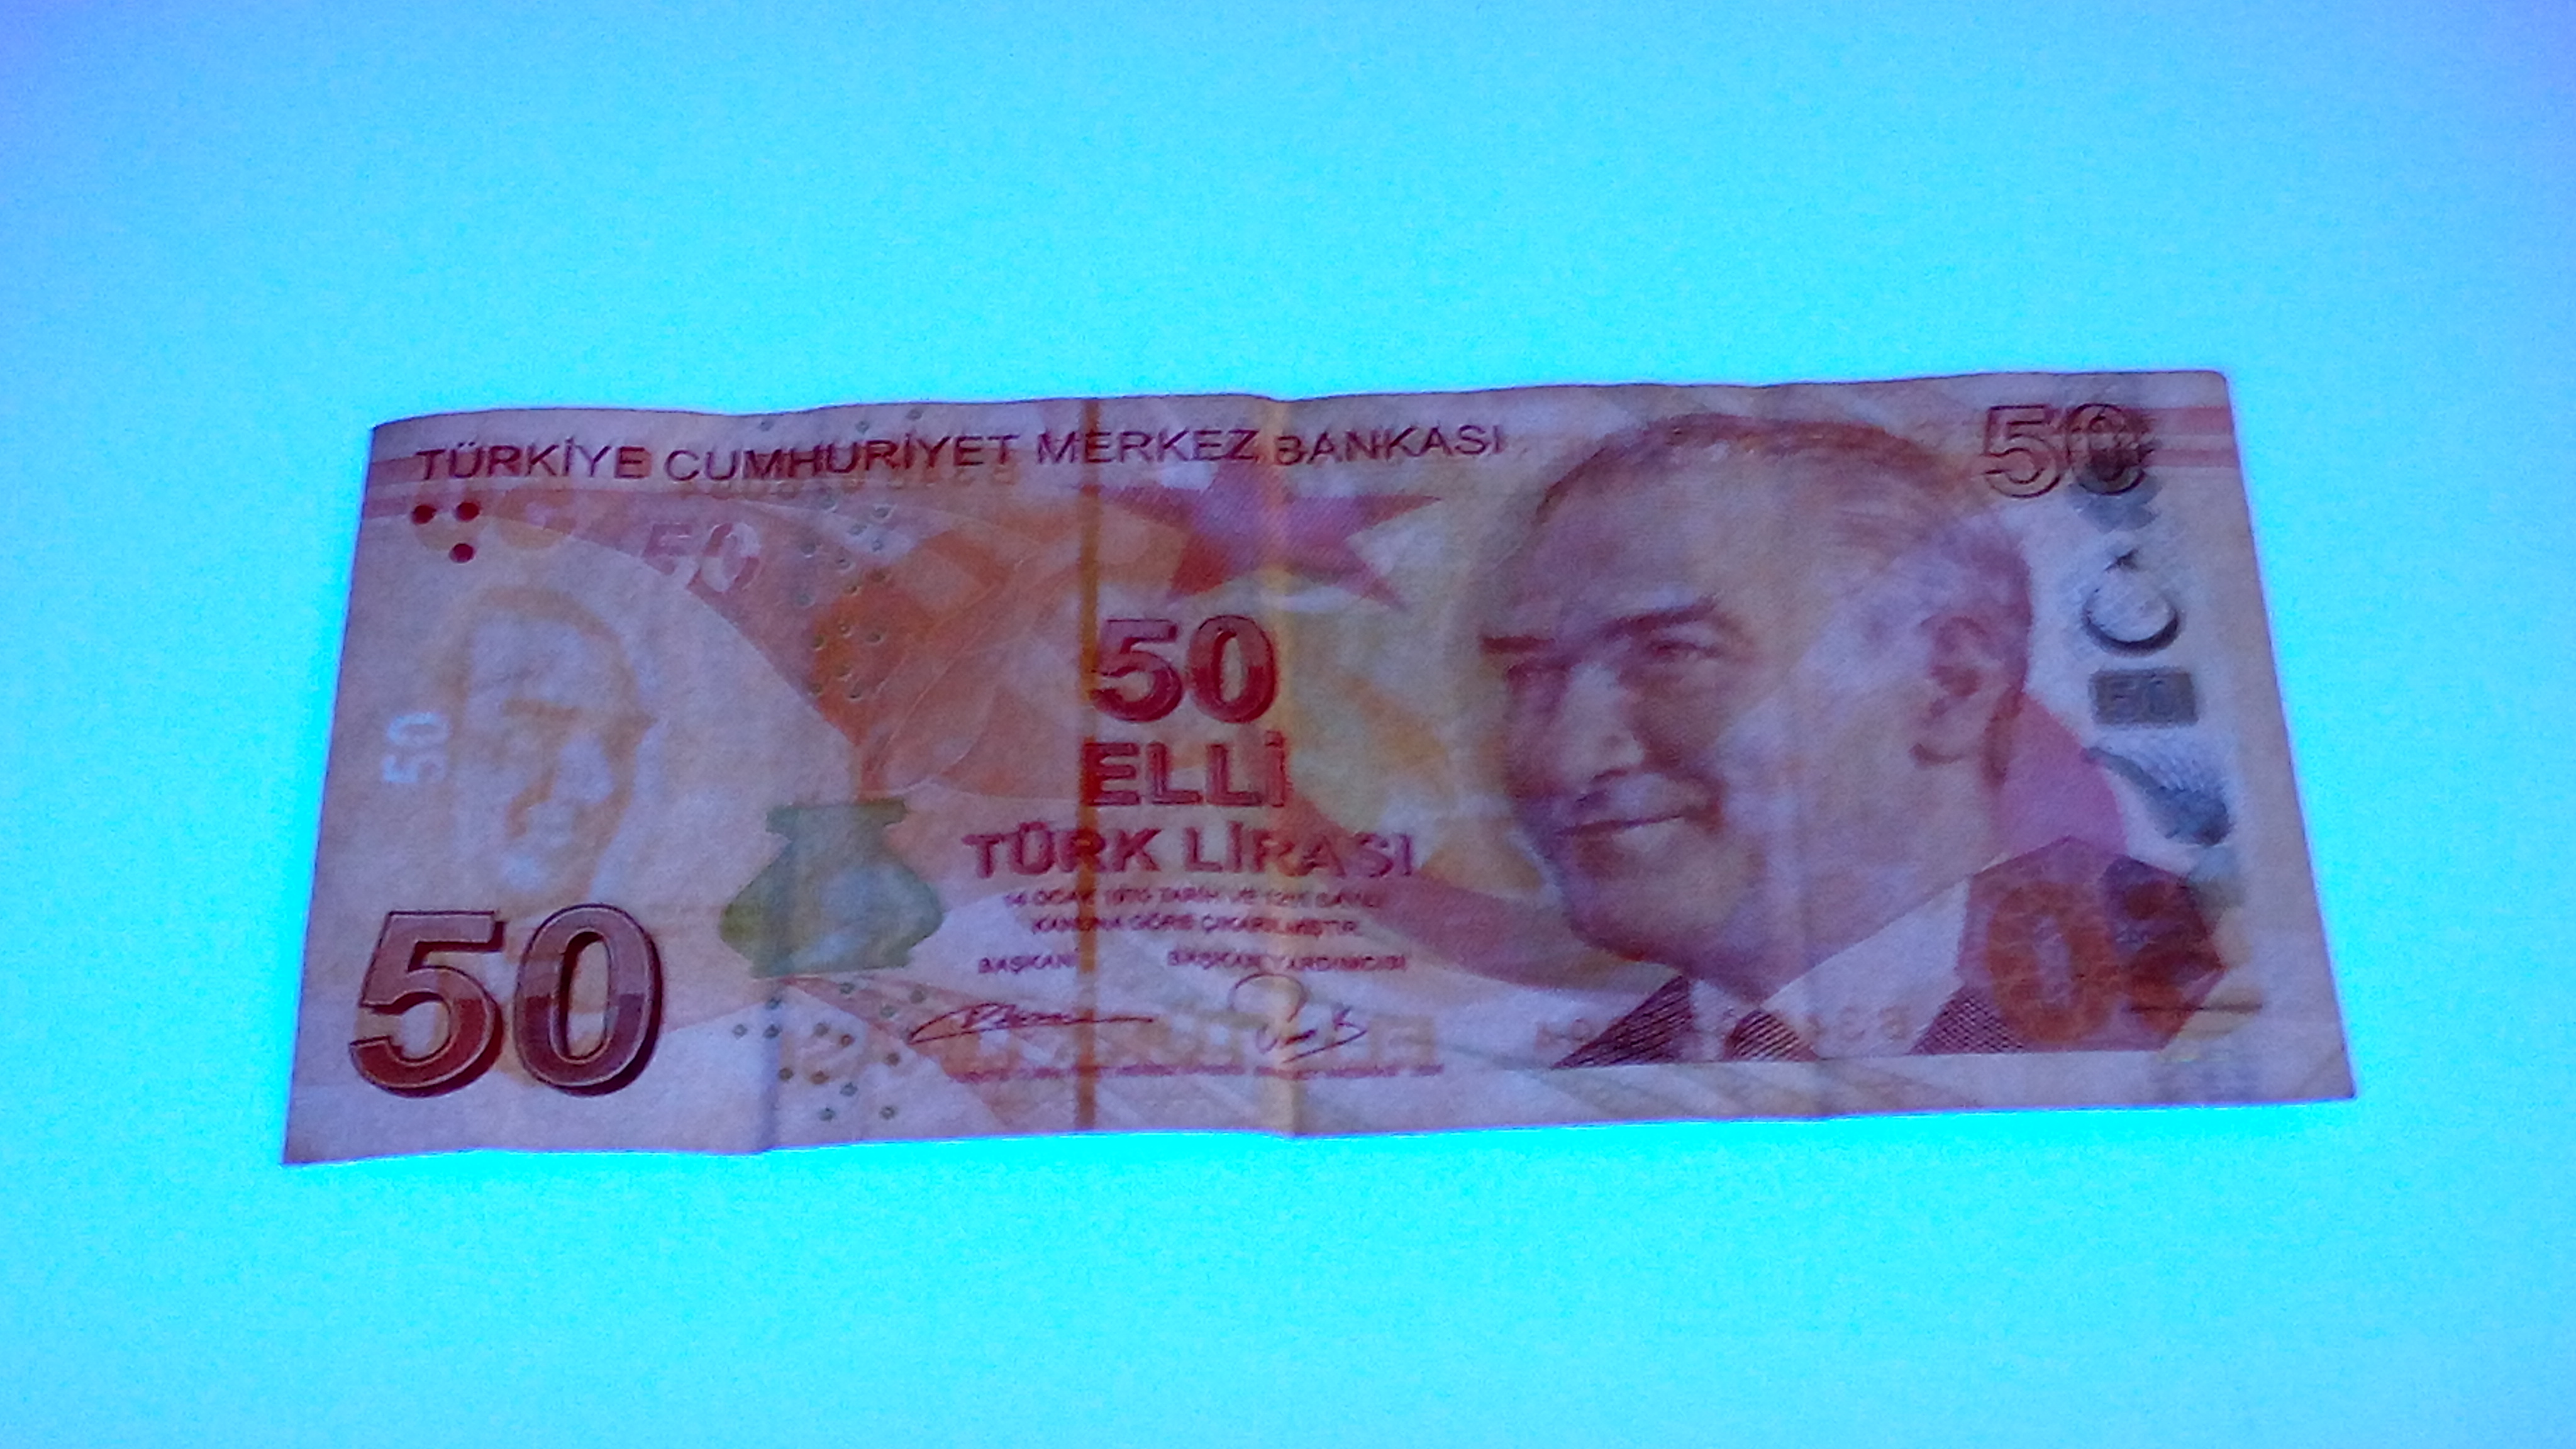 TÜRKİYE CUMHURİYET MERKEZ BANKASI
50
50
50
50
ELLİ
TÜRK LİRASI
14 OCAK 1970 TARİH VE 1211 SAYILI
KANUNA GÖRE ÇIKARILMIŞTIR.
BAŞKAN BAŞKAN YARDIMCISI
50
50